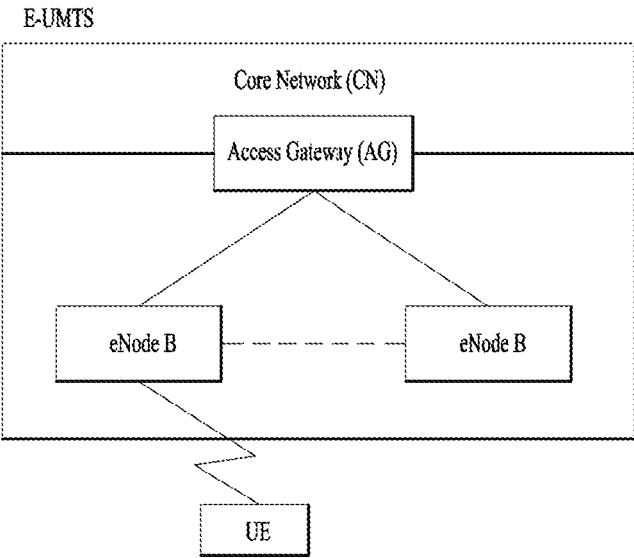 E-UMTS
Core Network (CN)
Access Gateway (AG)
eNode B
eNode B
UE